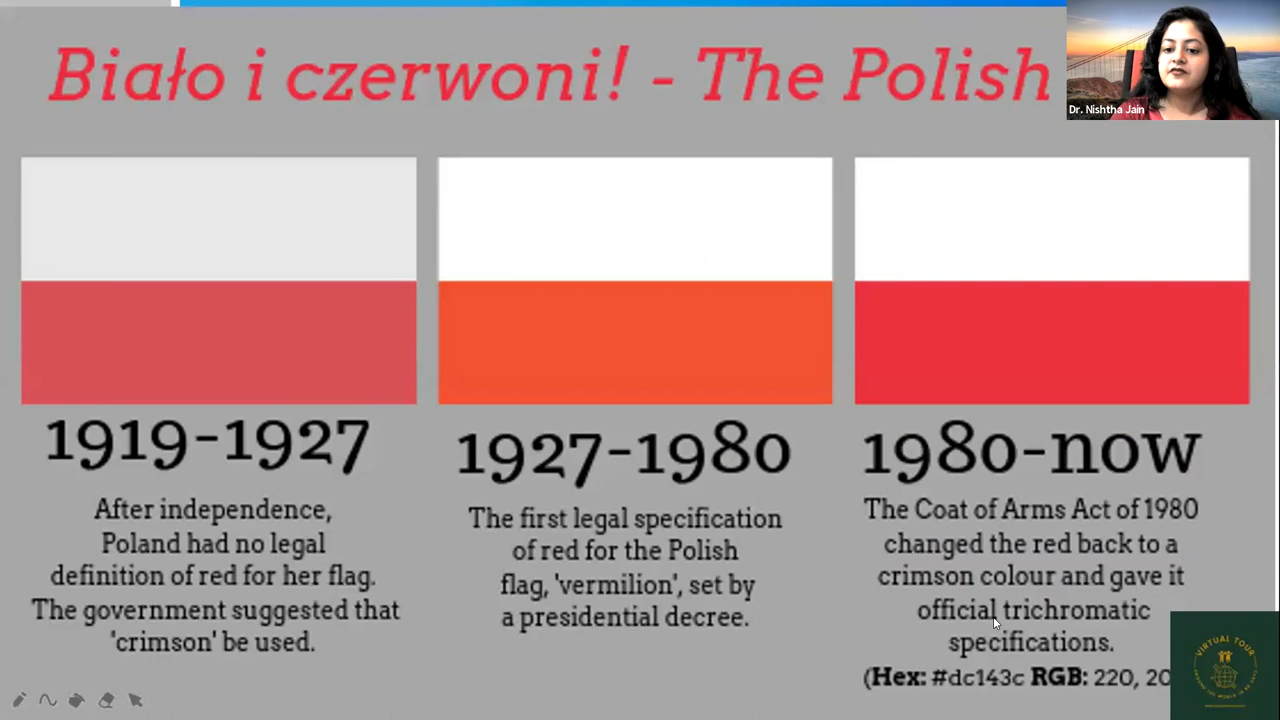 Biało i czerwoni! - The Polish
Dr. Nishtha Jain
1919-1927
After independence,
Poland had no legal
definition of red for her flag.
The government suggested that
'crimson' be used.
1927-1980
The first legal specification
of red for the Polish
flag, 'vermilion', set by
a presidential decree.
1980-now
The Coat of Arms Act of 1980
changed the red back to a
crimson colour and gave it
official trichromatic
specifications.
(Hex: #dc143c RGB: 220, 20
VIRTUAL TOUR